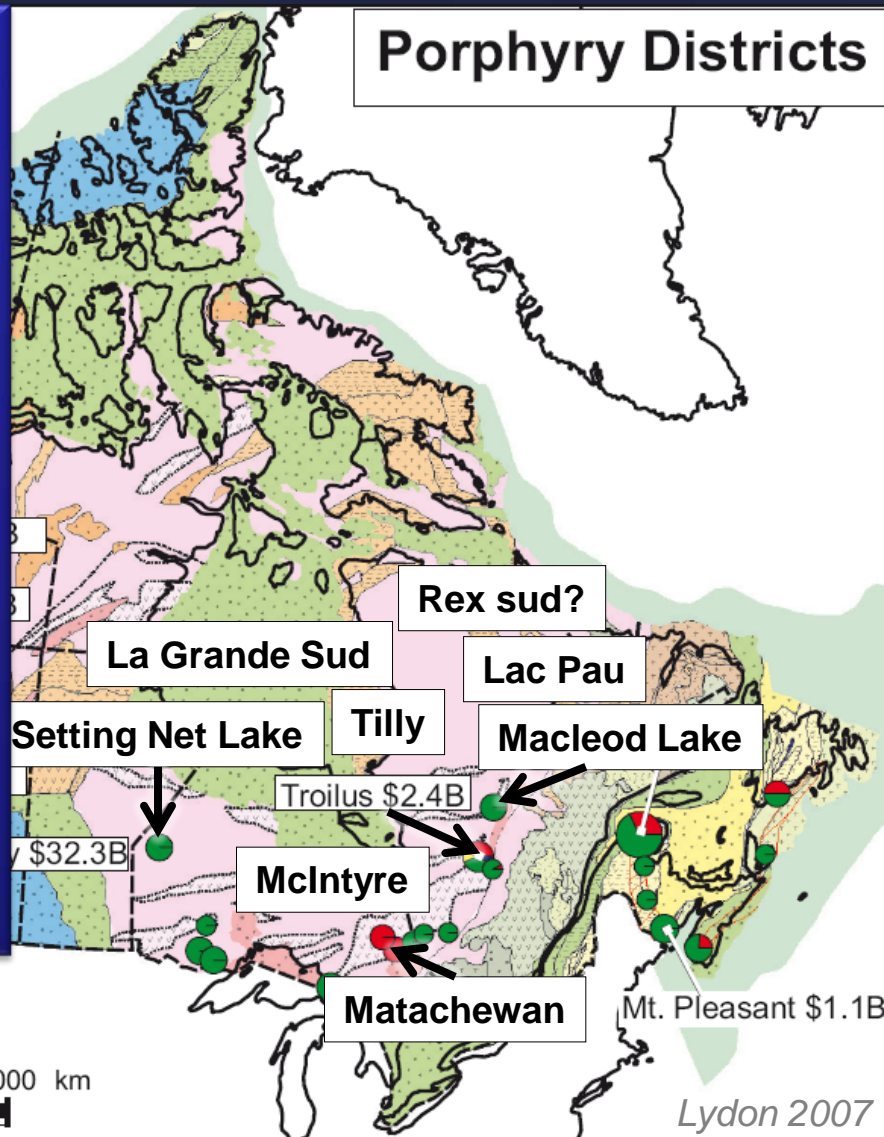 Porphyry Districts
B
B
Rex sud?
La Grande Sud
Lac Pau
Setting Net Lake
Tilly
Macleod Lake
Troilus $2.4B
y $32.3B
McIntyre
Matachewan
Mt. Pleasant $1.1B
000 km
Lydon 2007